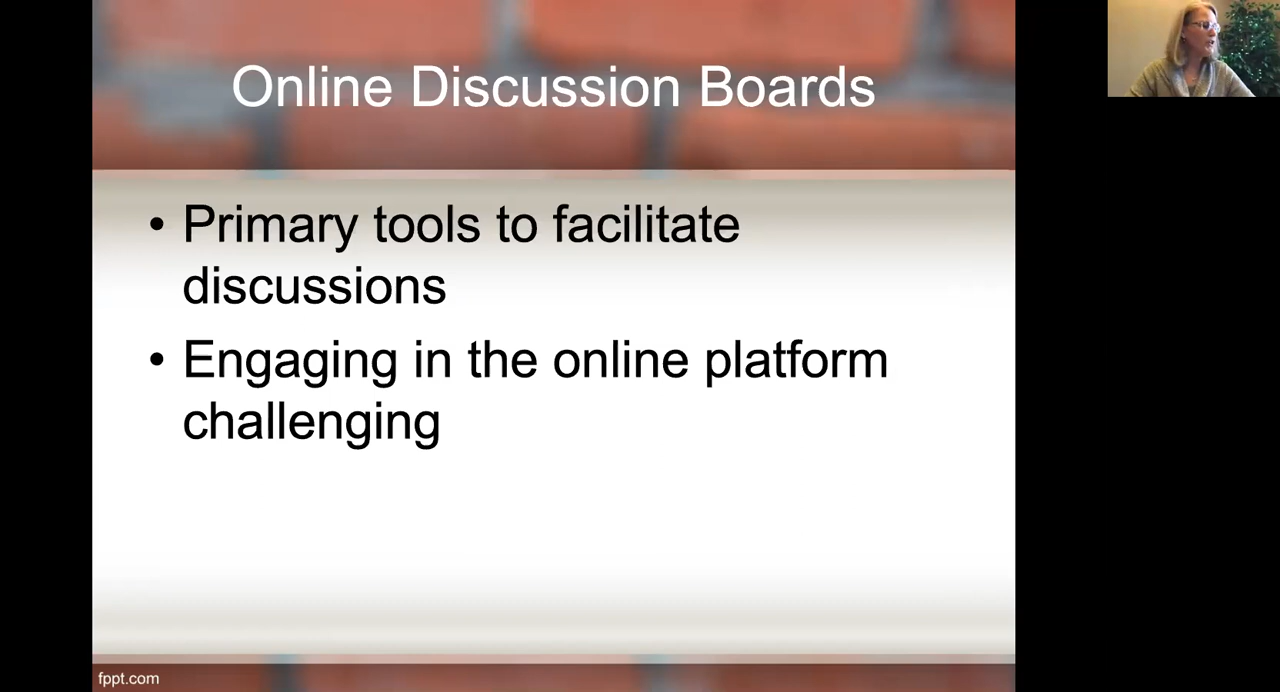 Online Discussion Boards
• Primary tools to facilitate
discussions
• Engaging in the online platform
challenging
fppt.com